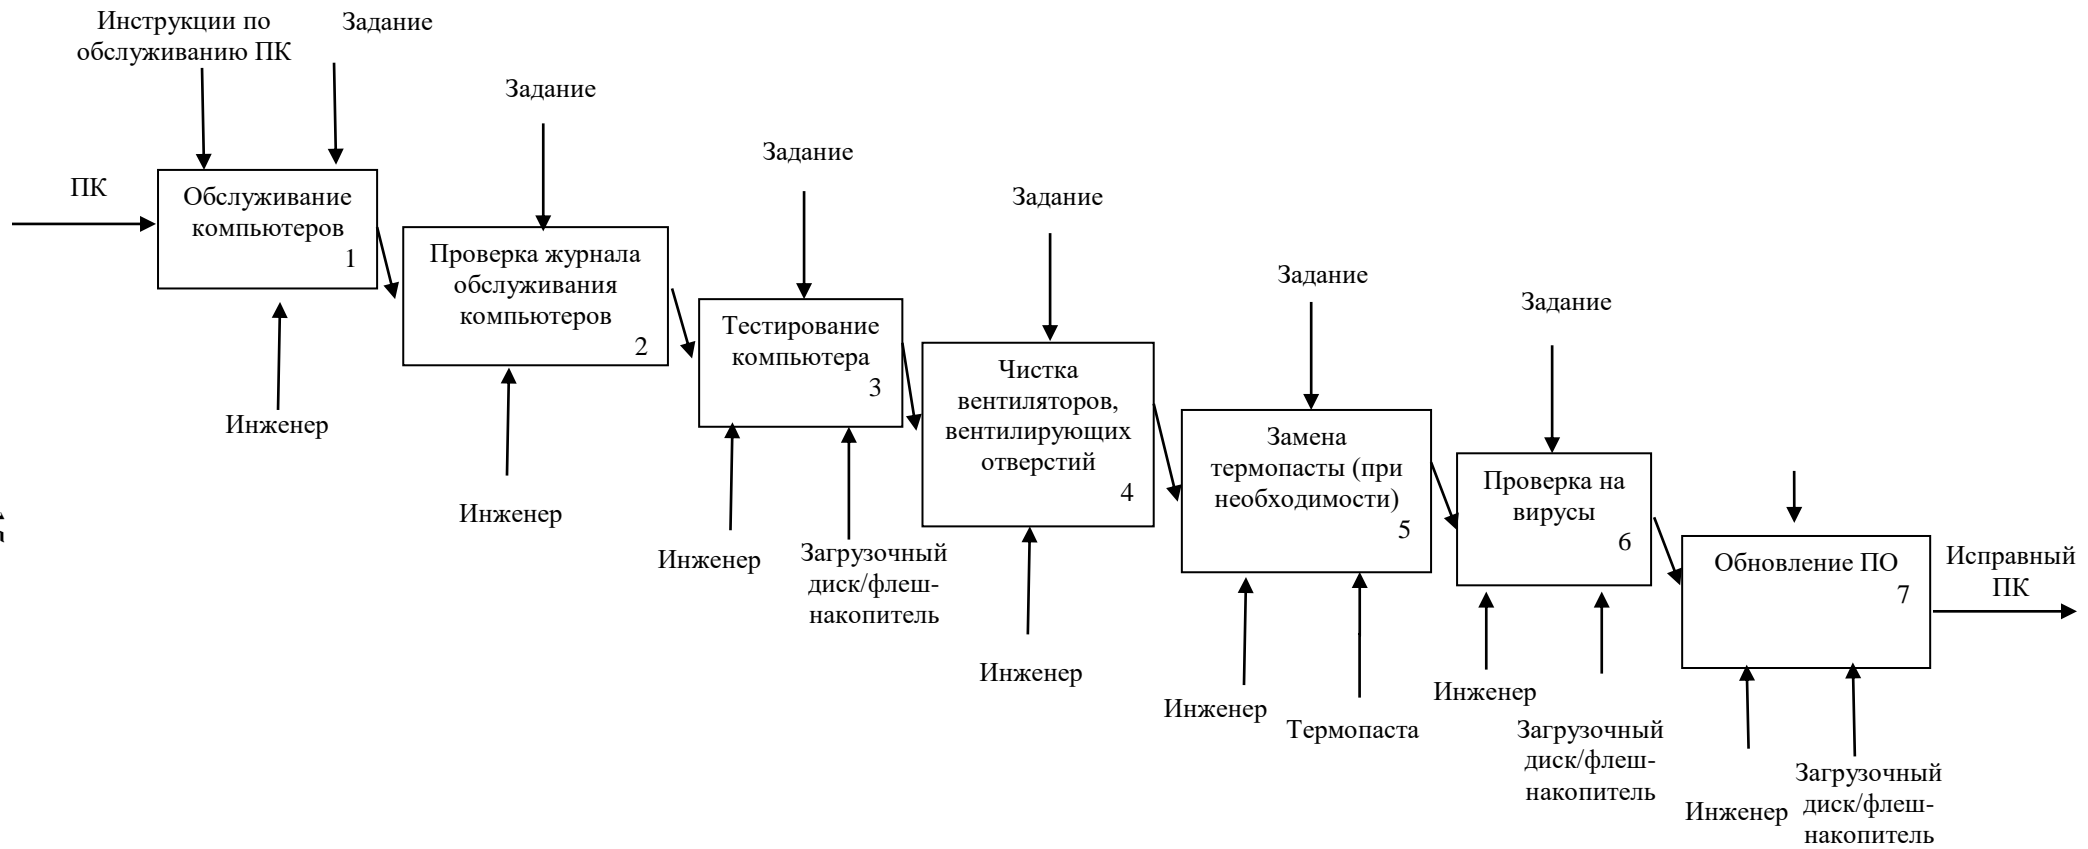 Инструкции по
обслуживанию ПК
Задание
ПК
Обслуживание
компьютеров
1
Инженер
Задание
Проверка журнала
обслуживания
компьютеров
2
Инженер
Задание
Тестирование
компьютера
3
Инженер
Загрузочный
диск/флеш-
накопитель
Задание
Чистка
вентиляторов,
вентилирующих
отверстий
4
Инженер
Задание
Замена
термопасты (при
необходимости)
5
Инженер
Термопаста
Задание
Проверка на
вирусы
6
Инженер
Загрузочный
диск/флеш-
накопитель
Обновление ПО
7
Инженер
Загрузочный
диск/флеш-
накопитель
Исправный
ПК